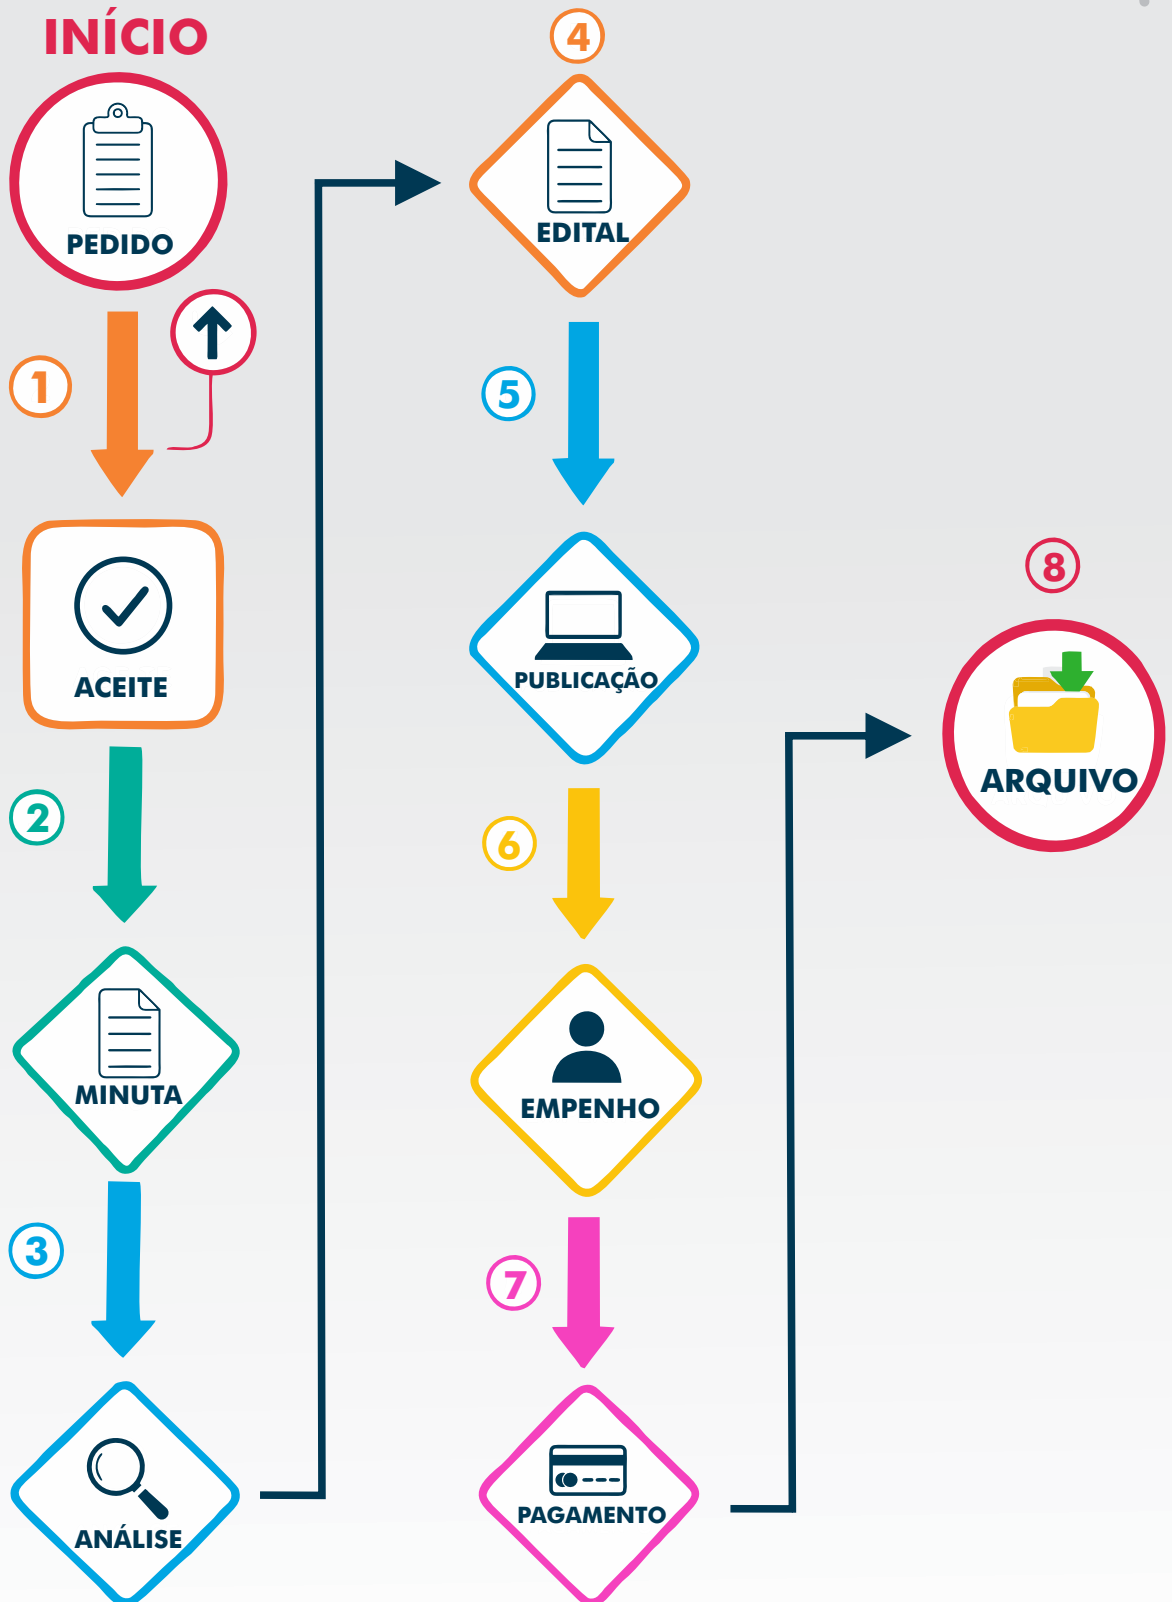 INÍCIO
PEDIDO
1
ACEITE
2
MINUTA
3
ANÁLISE
4
EDITAL
5
PUBLICAÇÃO
6
EMPENHO
7
PAGAMENTO
8
ARQUIVO